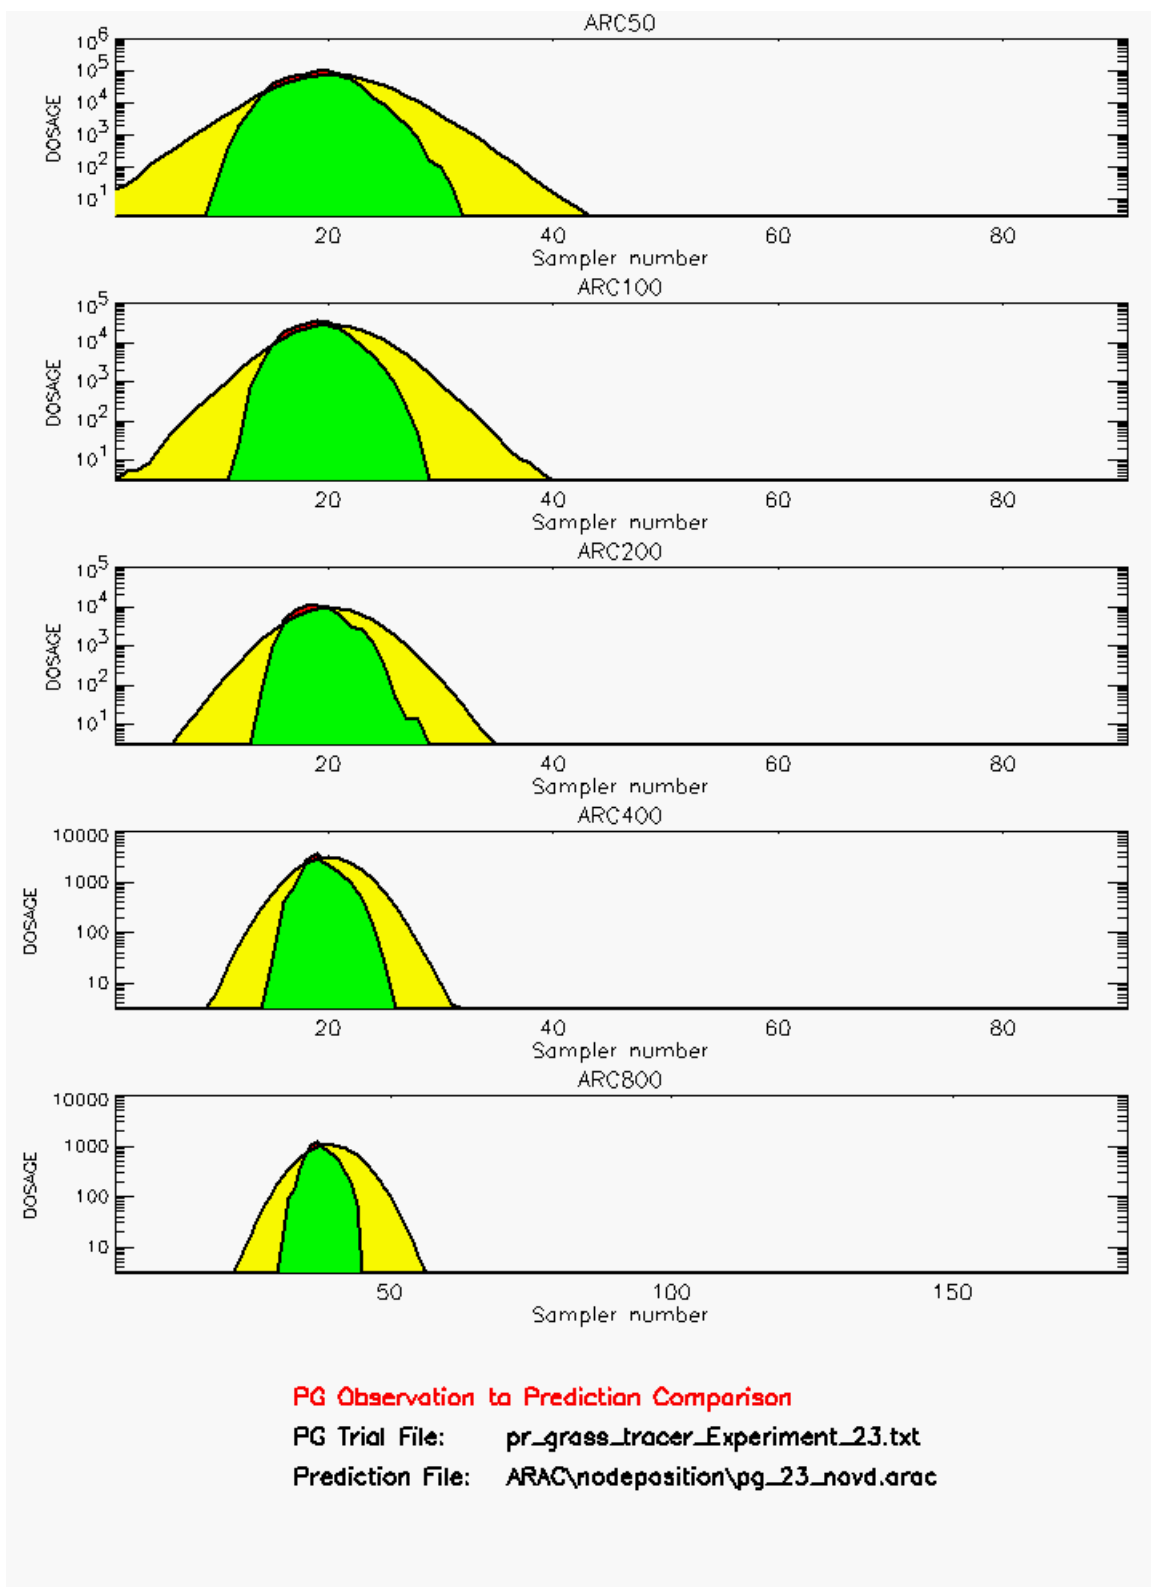 ARC50
10^6
10^5
10^4
10^3
10^2
10^1
DOSAGE
20 40 60 80
Sampler number
ARC100
10^5
10^4
10^3
10^2
10^1
DOSAGE
20 40 60 80
Sampler number
ARC200
10^5
10^4
10^3
10^2
10^1
DOSAGE
20 40 60 80
Sampler number
ARC400
10000
1000
100
10
DOSAGE
20 40 60 80
Sampler number
ARC800
10000
1000
100
10
DOSAGE
50 100 150
Sampler number
PG Observation to Prediction Comparison
PG Trial File: pr_grass_tracer_Experiment_23.txt
Prediction File: ARAC\nodeposition\pg_23_novd.arac